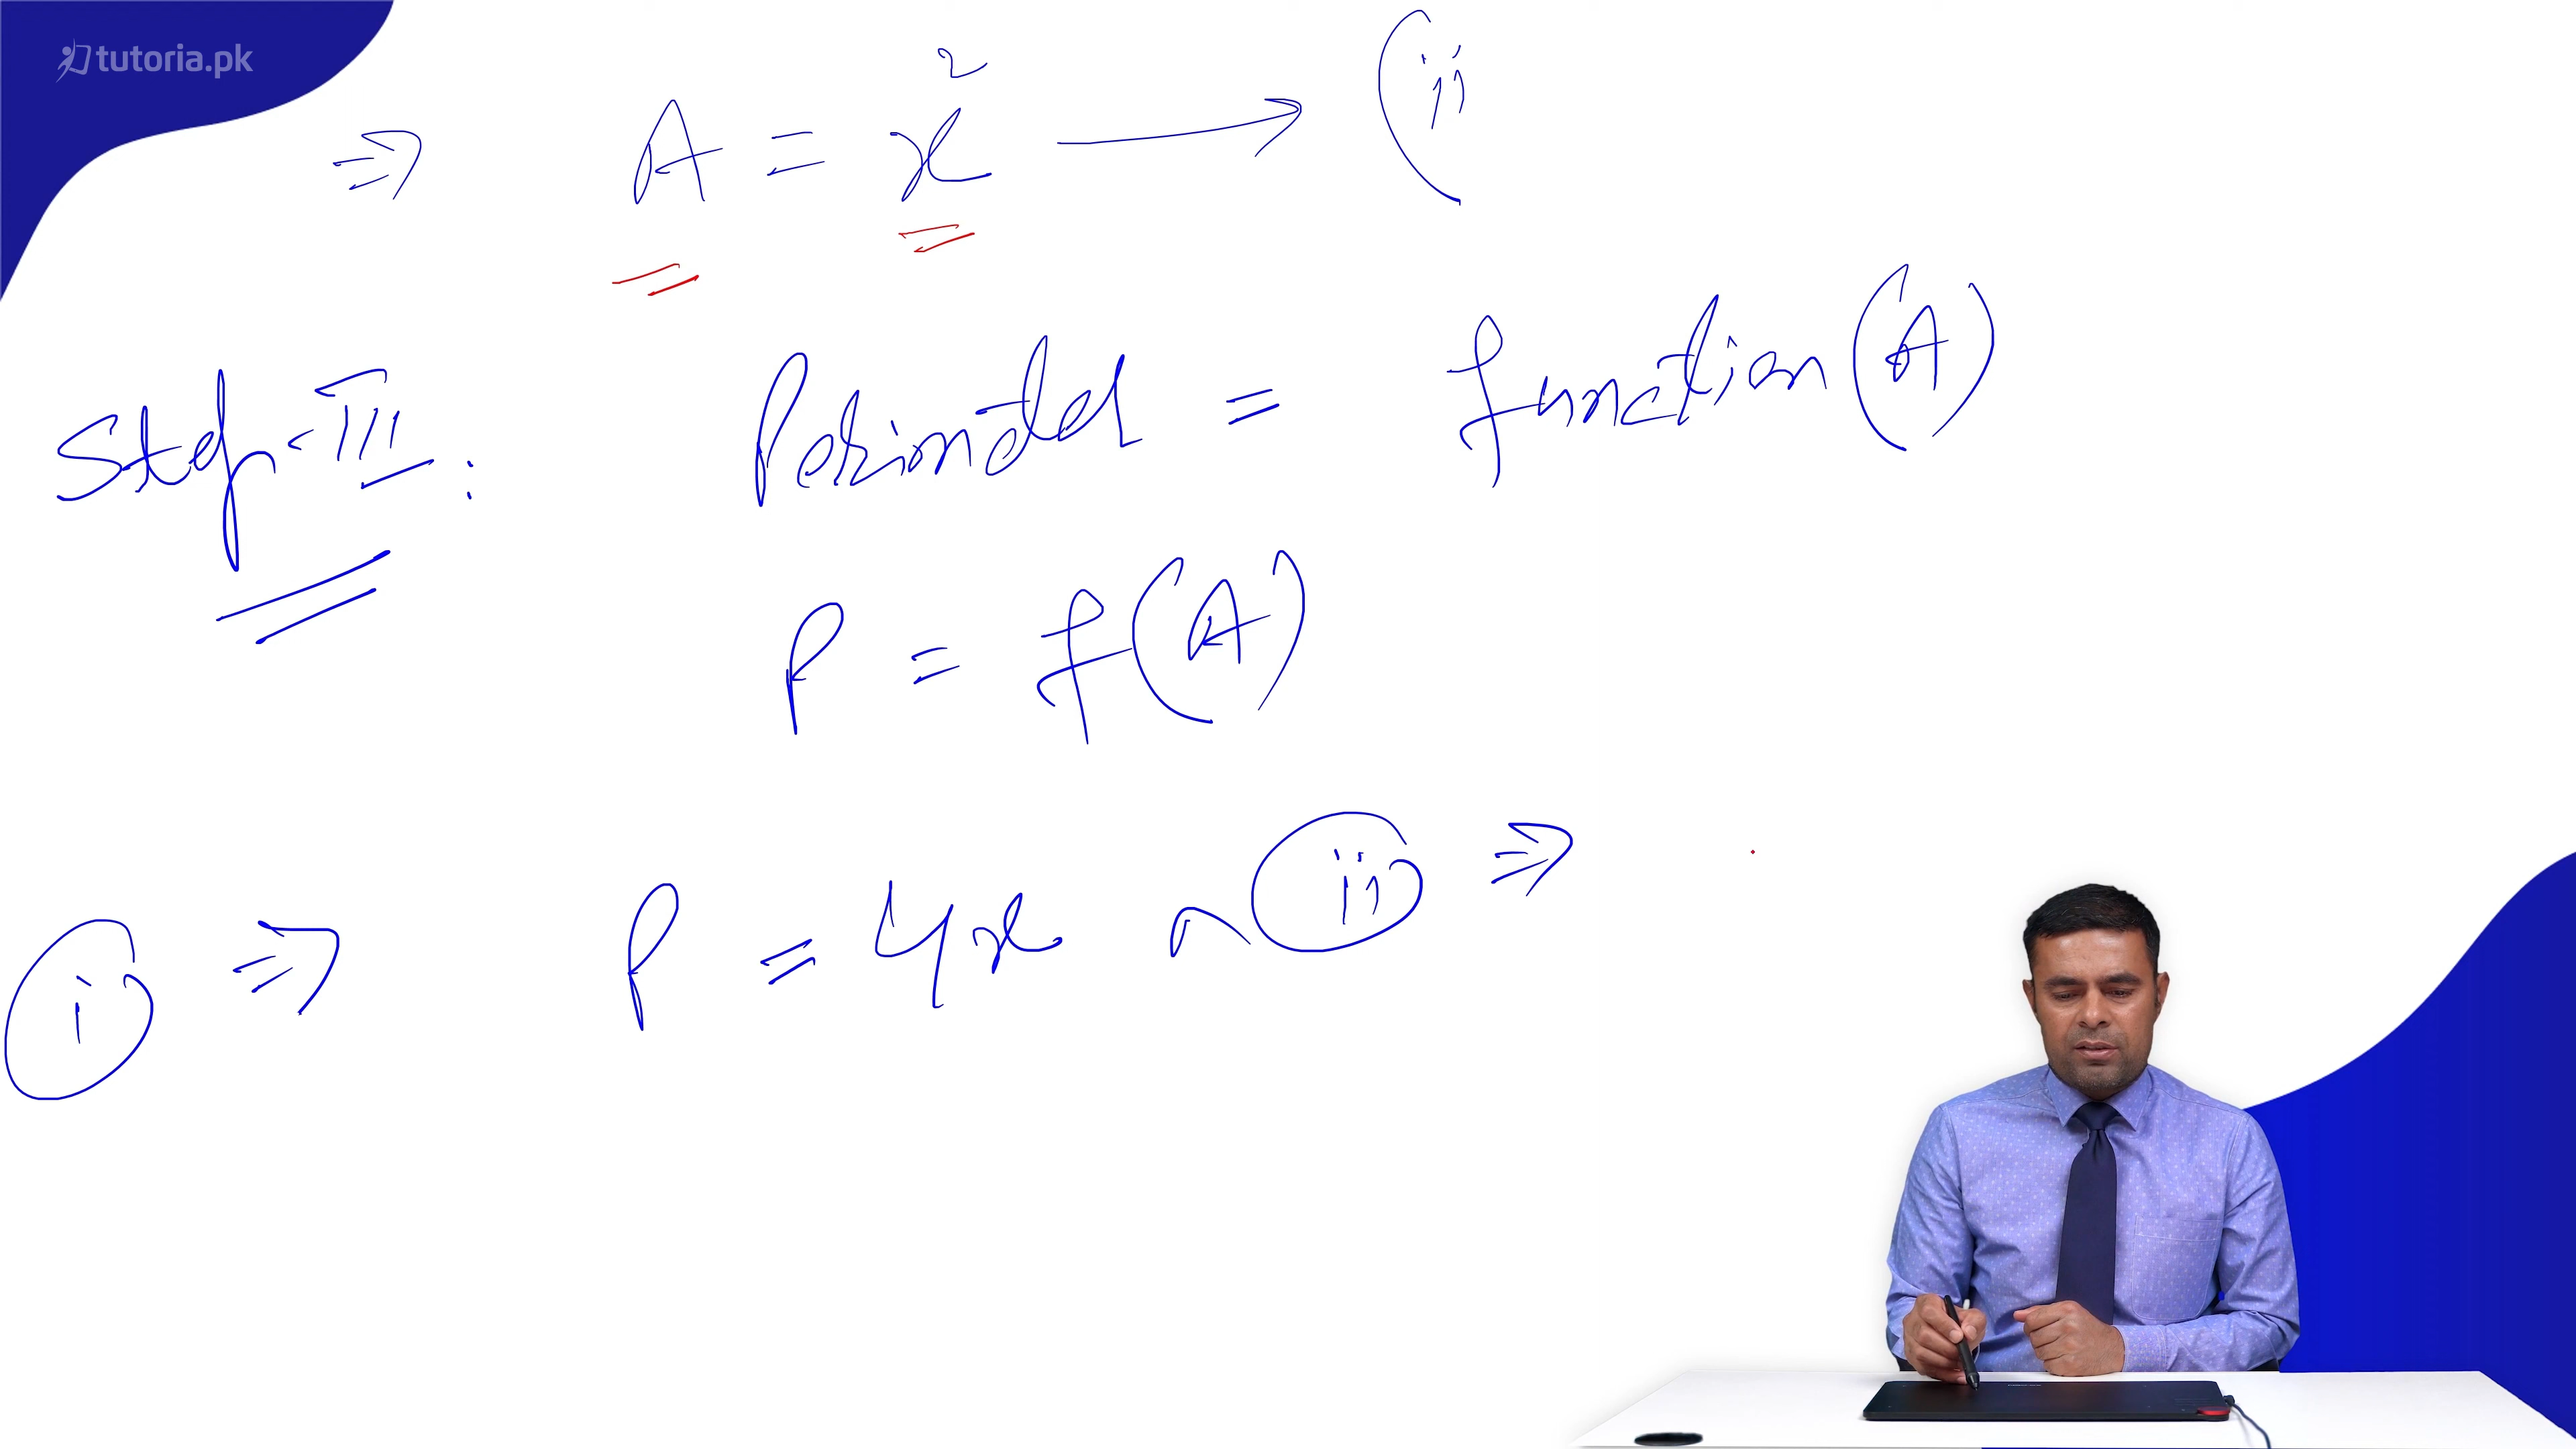 tutoria.pk
⇒ A = x² ⟶ (ii
Step-III : Perimeter = function(A)
P = f(A)
(i) ⇒ P = 4x ∩ (ii) ⇒